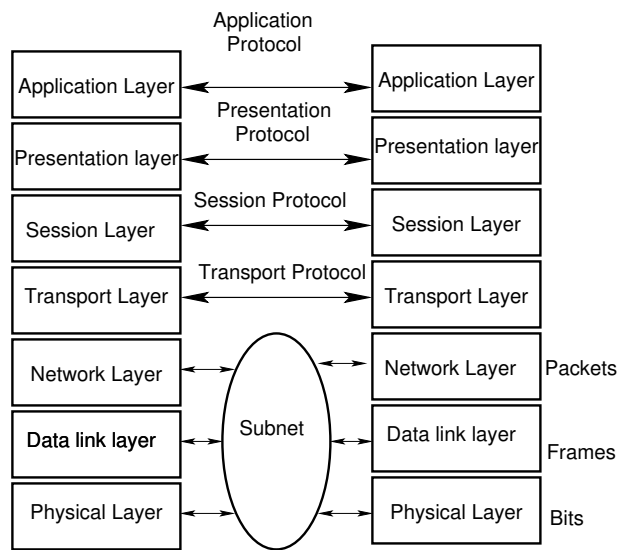 Application
Protocol
Application Layer
Application Layer
Presentation
Protocol
Presentation layer
Presentation layer
Session Protocol
Session Layer
Session Layer
Transport Protocol
Transport Layer
Transport Layer
Network Layer
Network Layer
Packets
Subnet
Data link layer
Data link layer
Frames
Physical Layer
Physical Layer
Bits